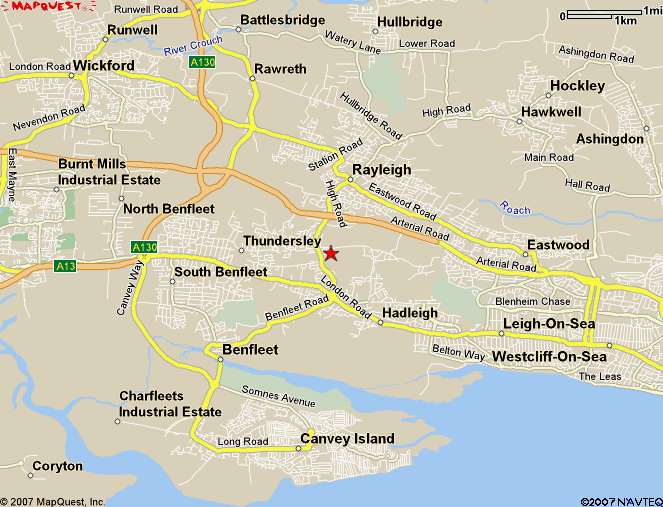 MAPQUEST
Runwell Road
Battlesbridge
Hullbridge
0 1mi
1km
Runwell
River Crouch
Watery Lane
Lower Road
Ashingdon Road
London Road
Wickford
A130
Rawreth
Hockley
Nevendon Road
Hullbridge Road
High Road
Hawkwell
Ashingdon
Station Road
Main Road
East Mayne
Burnt Mills
Industrial Estate
Rayleigh
Hall Road
North Benfleet
High Road
Eastwood Road
Roach
Arterial Road
A130
Thundersley
Eastwood
A13
South Benfleet
Arterial Road
Canvey Way
London Road
Blenheim Chase
Benfleet Road
Hadleigh
Leigh-On-Sea
Benfleet
Belton Way
Westcliff-On-Sea
The Leas
Charfleets
Industrial Estate
Somnes Avenue
Long Road
Canvey Island
Coryton
© 2007 MapQuest, Inc.
©2007 NAVTEQ